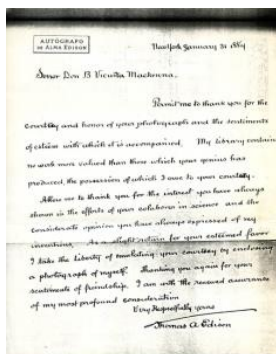 AUTÓGRAFO
DE ALMA EDISON
New York January 31 1889
Senor Don B Vicuña Mackenna.
Permit me to thank you for the
courtesy and honor of your photograph and the sentiments
of esteem with which it is accompanied. My library contains
no work more valued than those which your genius has
produced, the possession of which I owe to your courtesy.
Allow me to thank you for the interest you have always
shown in the efforts of your colaborers in science and the
considerate opinion you have always expressed of my
inventions. As a slight return for your esteemed favor
I take the liberty of emulating your courtesy by enclosing
a photograph of myself. Thanking you again for your
sentiments of friendship. I am with the renewed assurance
of my most profound consideration
Very Respectfully yours
Thomas A. Edison